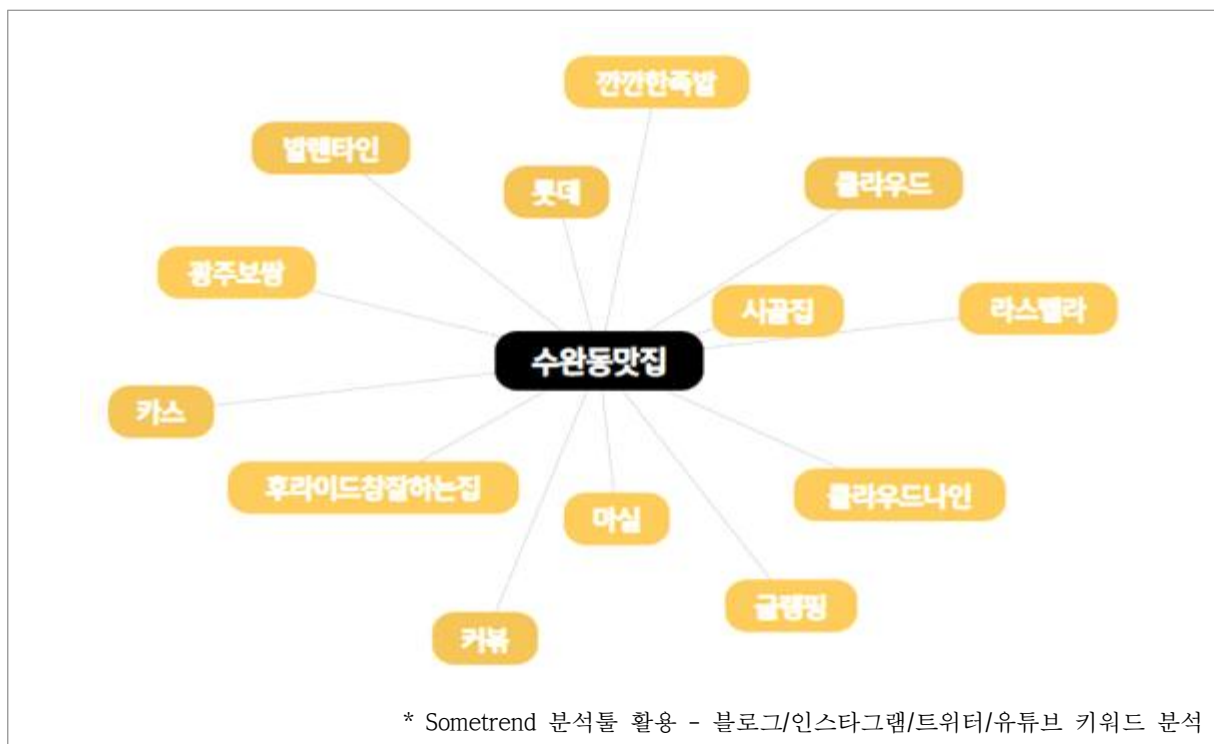 깐깐한족발
발렌타인
클라우드
롯데
광주보쌈
시골집
라스텔라
수완동맛집
카스
후라이드참잘하는집
클라우드나인
마실
글램핑
커볶
* Sometrend 분석툴 활용 - 블로그/인스타그램/트위터/유튜브 키워드 분석